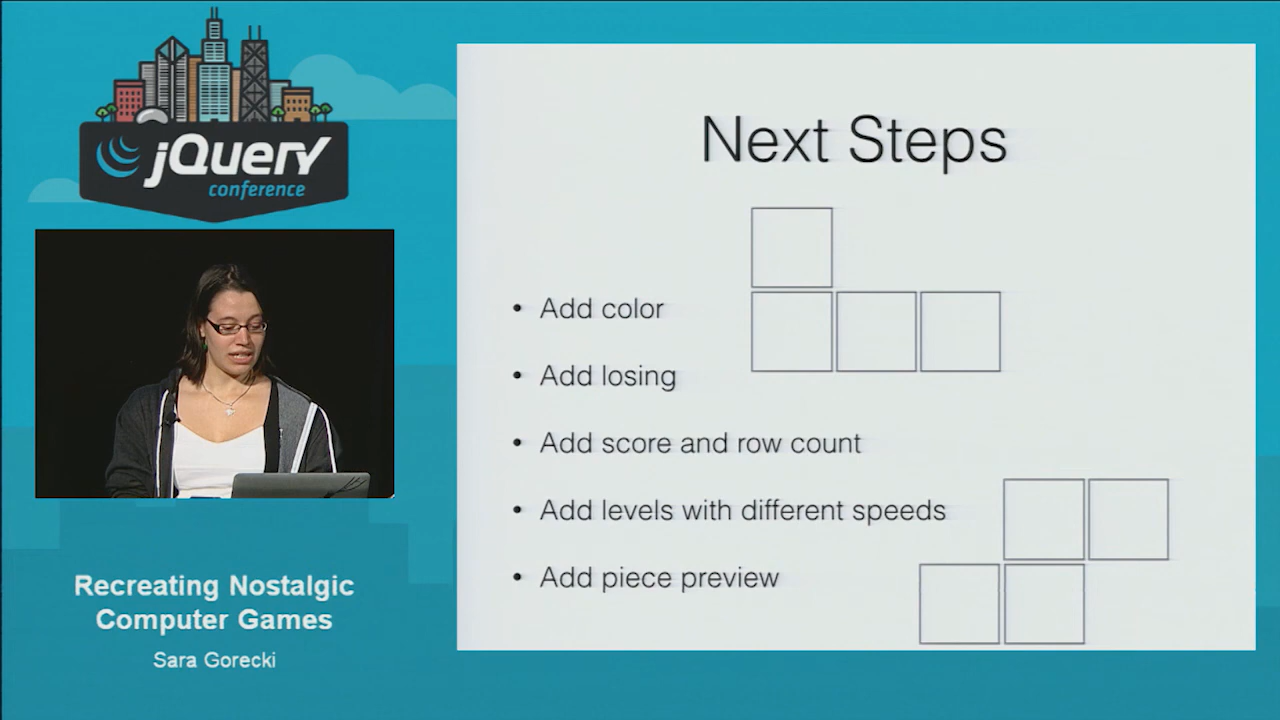 jQuery
conference
Recreating Nostalgic
Computer Games
Sara Gorecki
Next Steps
• Add color
• Add losing
• Add score and row count
• Add levels with different speeds
• Add piece preview